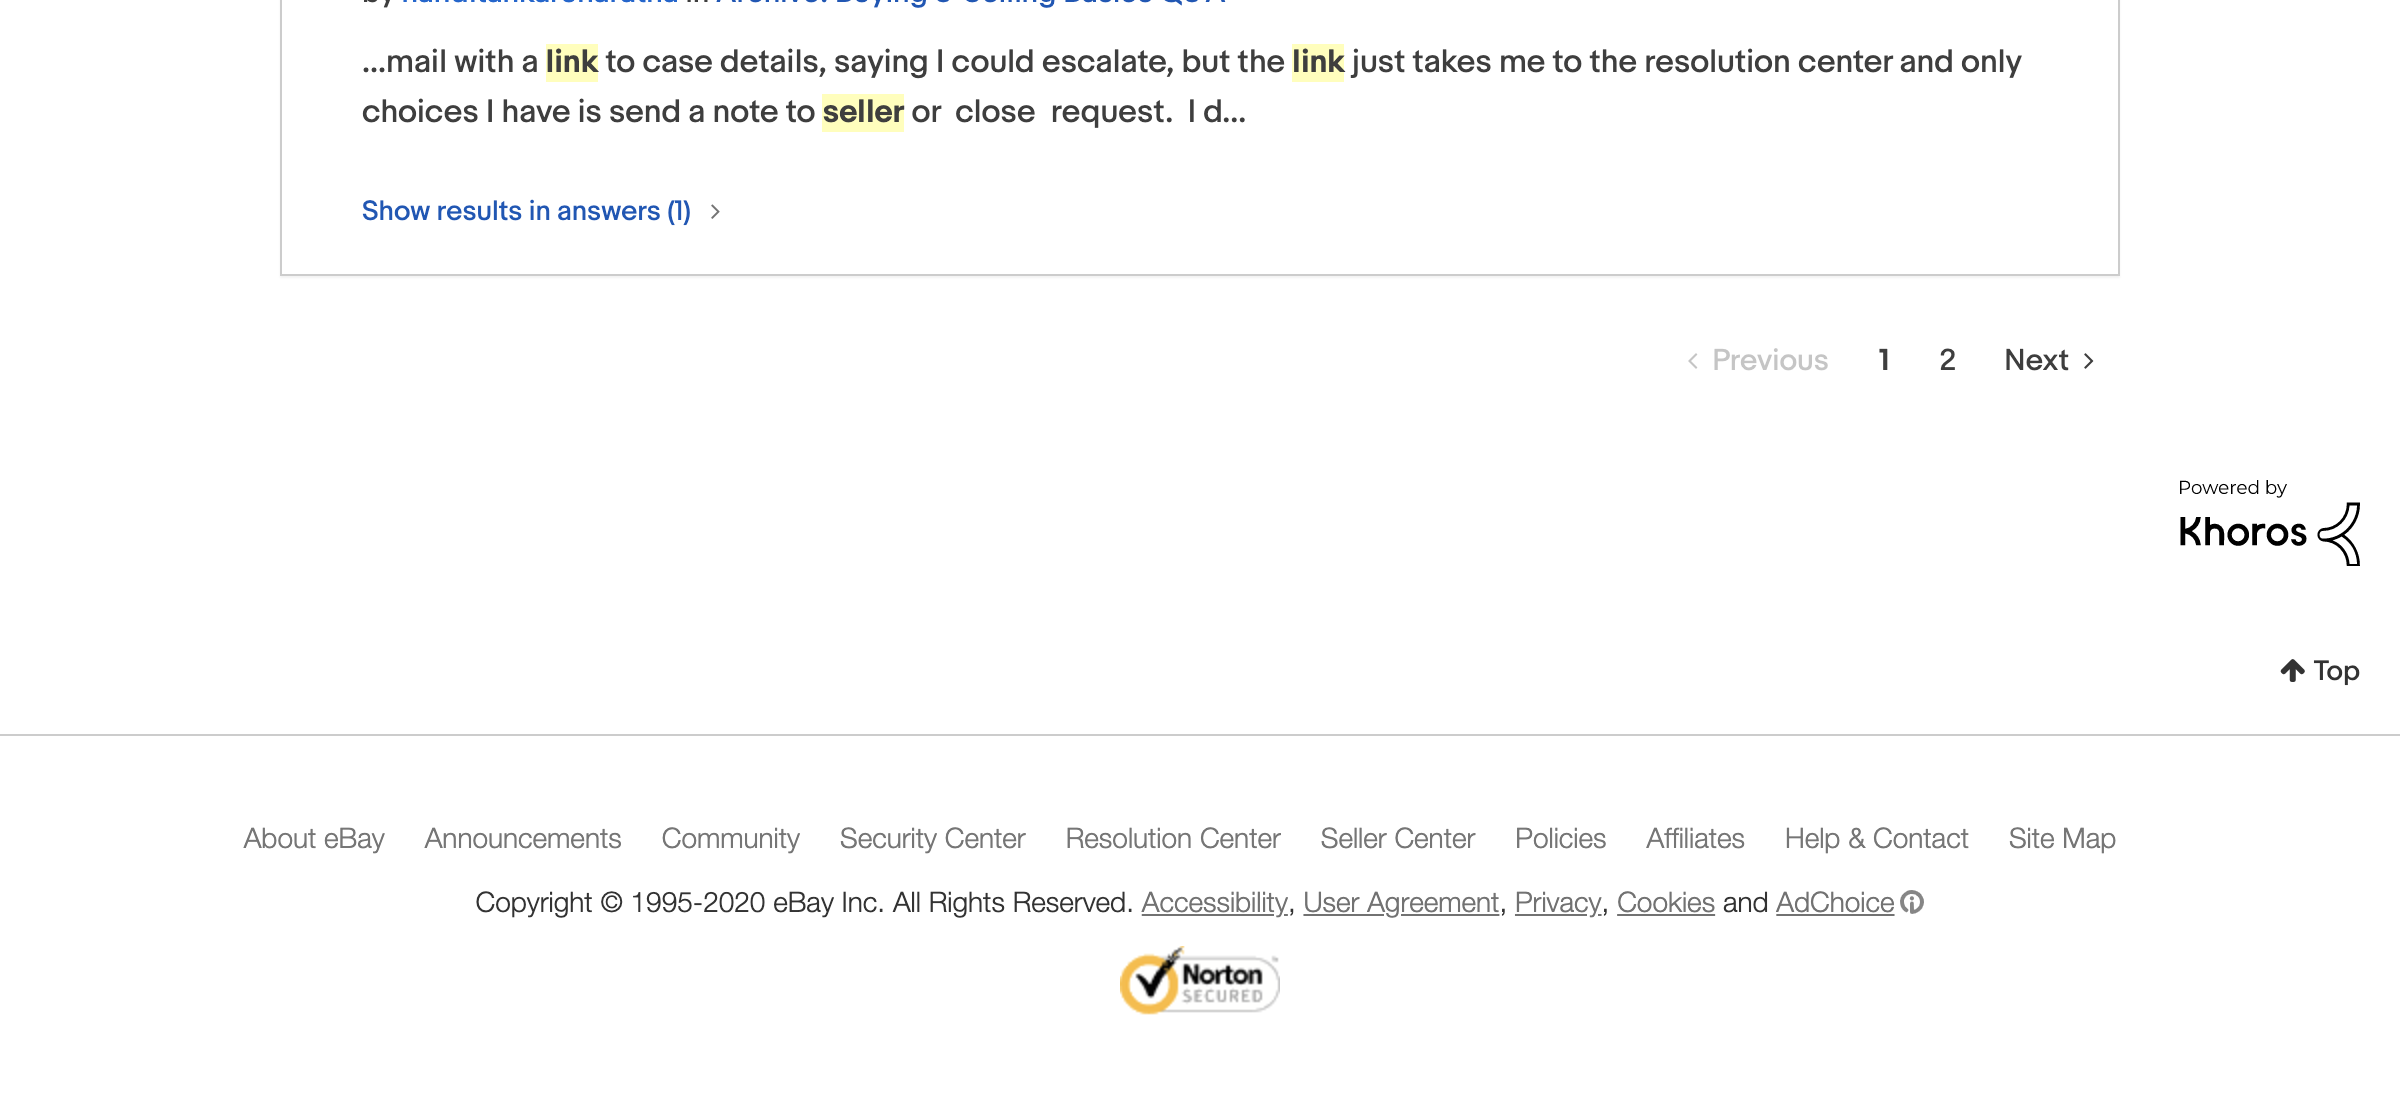 ...mail with a link to case details, saying I could escalate, but the link just takes me to the resolution center and only
choices I have is send a note to seller or close request. I d...
Show results in answers (1)
Previous 1 2 Next
Powered by
Khoros
Top
About eBay Announcements Community Security Center Resolution Center Seller Center Policies Affiliates Help & Contact Site Map
Copyright © 1995-2020 eBay Inc. All Rights Reserved. Accessibility, User Agreement, Privacy, Cookies and AdChoice
Norton
SECURED